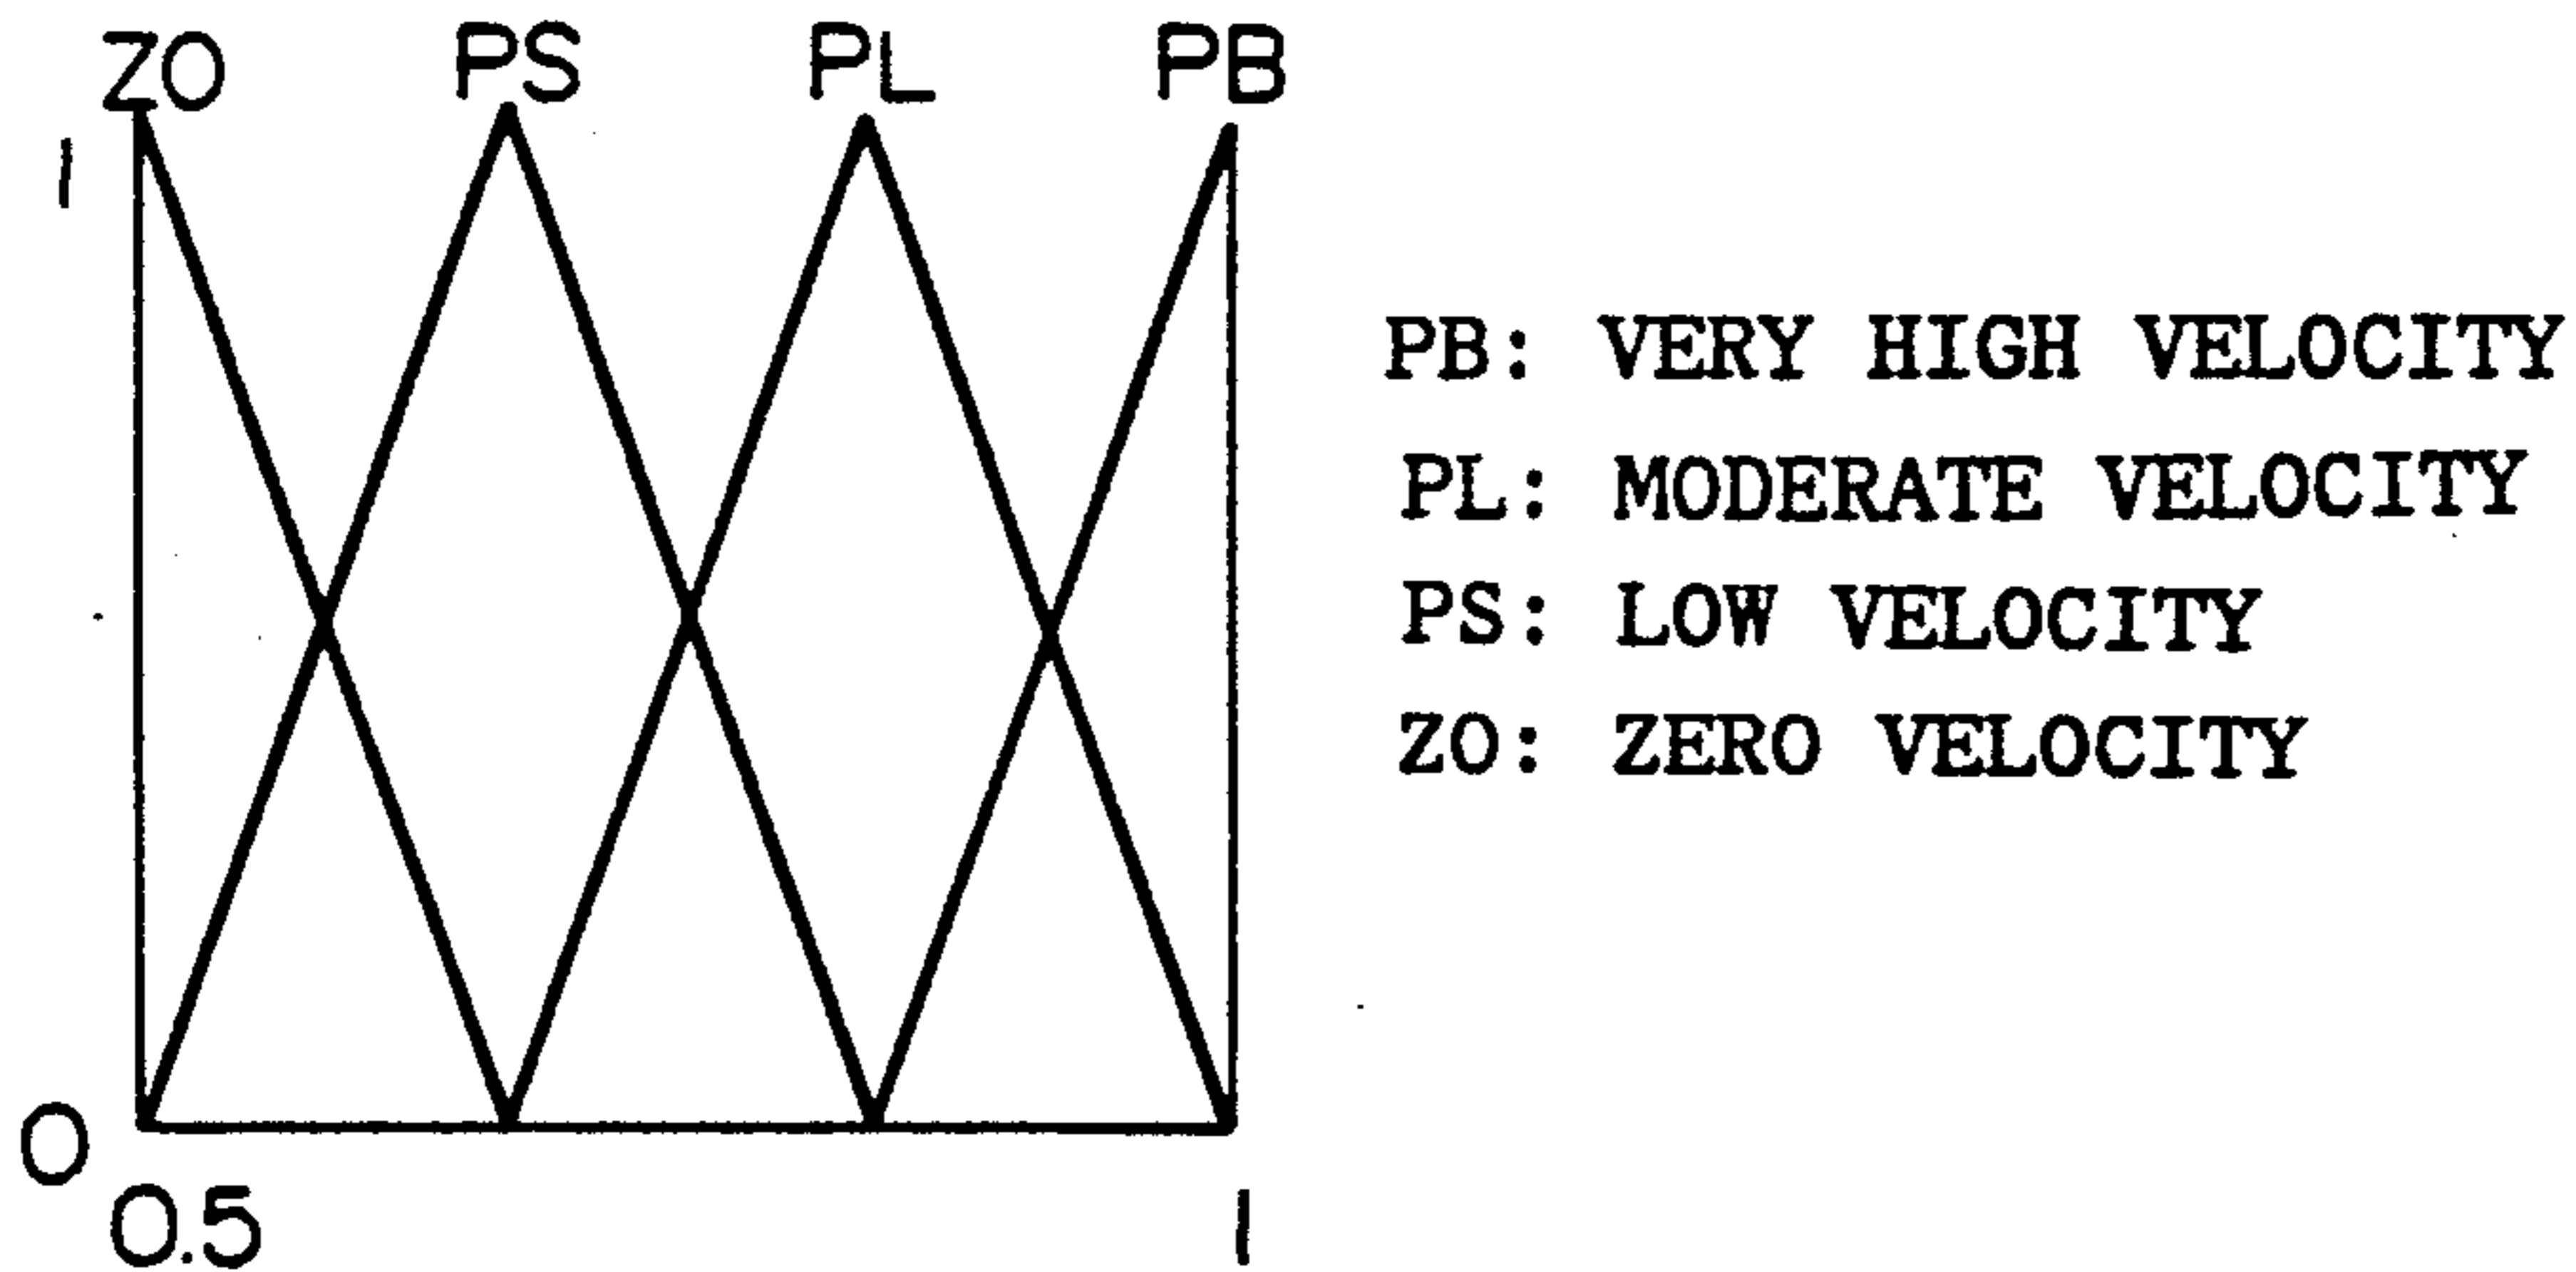 ZO PS PL PB
1
PB: VERY HIGH VELOCITY
PL: MODERATE VELOCITY
PS: LOW VELOCITY
ZO: ZERO VELOCITY
0
0.5 1